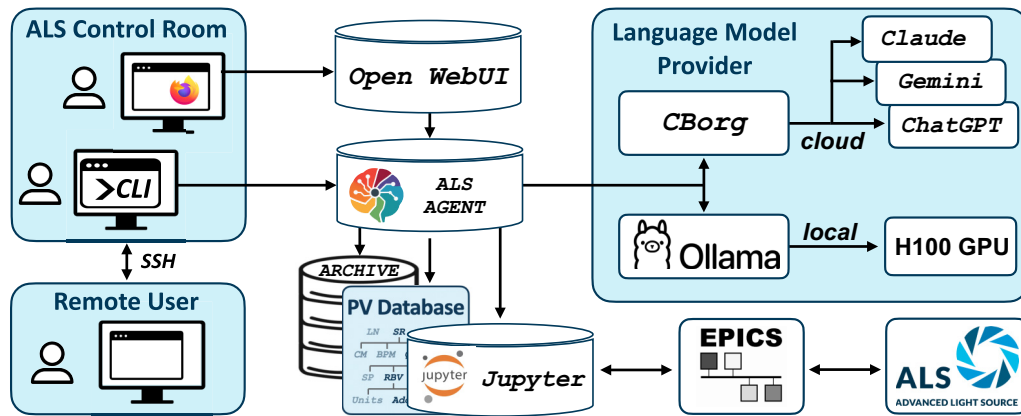 ALS Control Room
CLI
SSH
Remote User
Open WebUI
ALS
AGENT
ARCHIVE
PV Database
LN SR
CM BPM
SP RBV
Units
jupyter
Jupyter
Language Model
Provider
CBorg
cloud
Claude
Gemini
ChatGPT
Ollama
local
H100 GPU
EPICS
ALS
ADVANCED LIGHT SOURCE